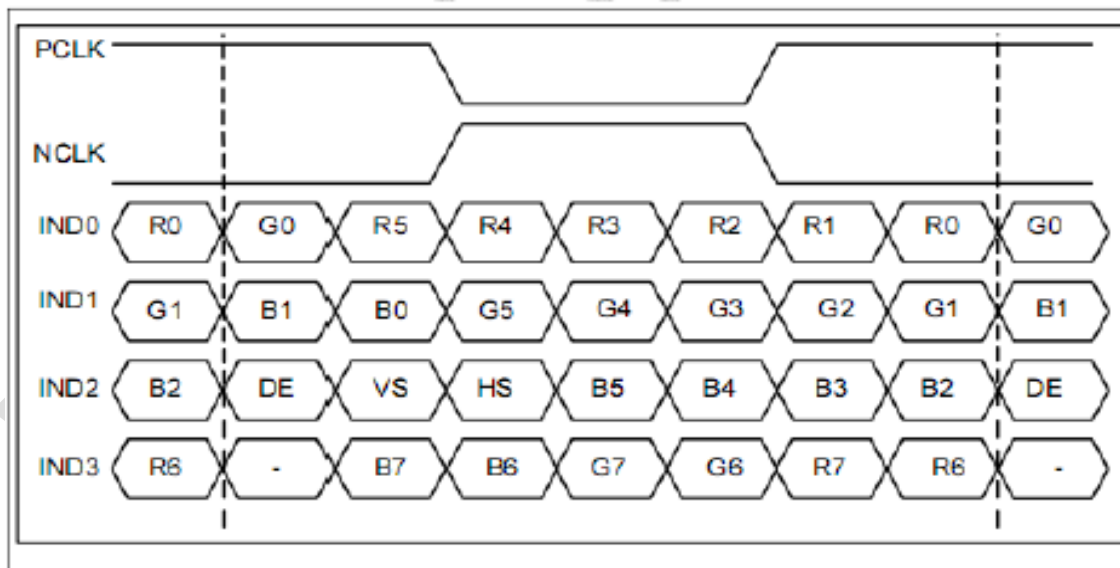 PCLK
NCLK
IND0 R0 G0 R5 R4 R3 R2 R1 R0 G0
IND1 G1 B1 B0 G5 G4 G3 G2 G1 B1
IND2 B2 DE VS HS B5 B4 B3 B2 DE
IND3 R6 - B7 B6 G7 G6 R7 R6 -